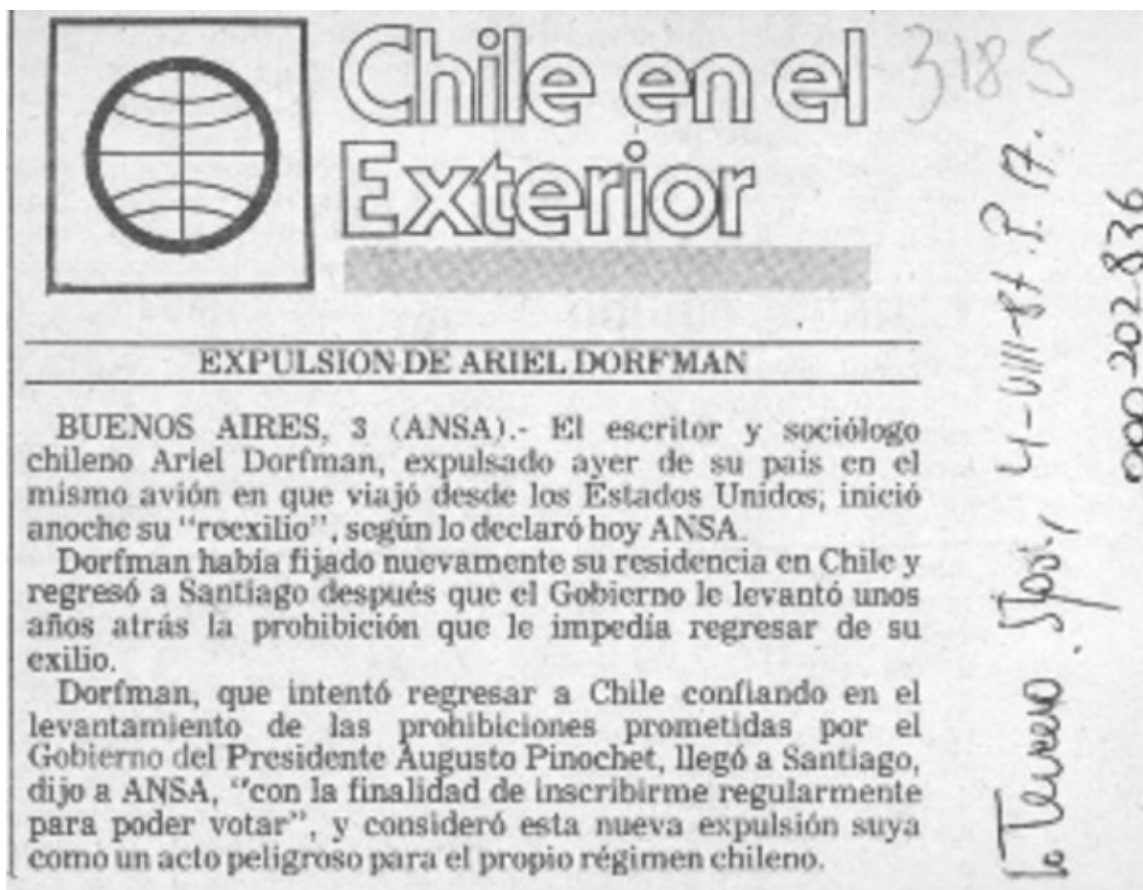 Chile en el
Exterior
3185
EXPULSION DE ARIEL DORFMAN
BUENOS AIRES, 3 (ANSA).- El escritor y sociólogo
chileno Ariel Dorfman, expulsado ayer de su país en el
mismo avión en que viajó desde los Estados Unidos, inició
anoche su "reexilio", según lo declaró hoy ANSA.
Dorfman había fijado nuevamente su residencia en Chile y
regresó a Santiago después que el Gobierno le levantó unos
años atrás la prohibición que le impedía regresar de su
exilio.
Dorfman, que intentó regresar a Chile confiando en el
levantamiento de las prohibiciones prometidas por el
Gobierno del Presidente Augusto Pinochet, llegó a Santiago,
dijo a ANSA, "con la finalidad de inscribirme regularmente
para poder votar", y consideró esta nueva expulsión suya
como un acto peligroso para el propio régimen chileno.
La Tercera. Stgo., 4-VIII-87. P. 17.
000-202-836